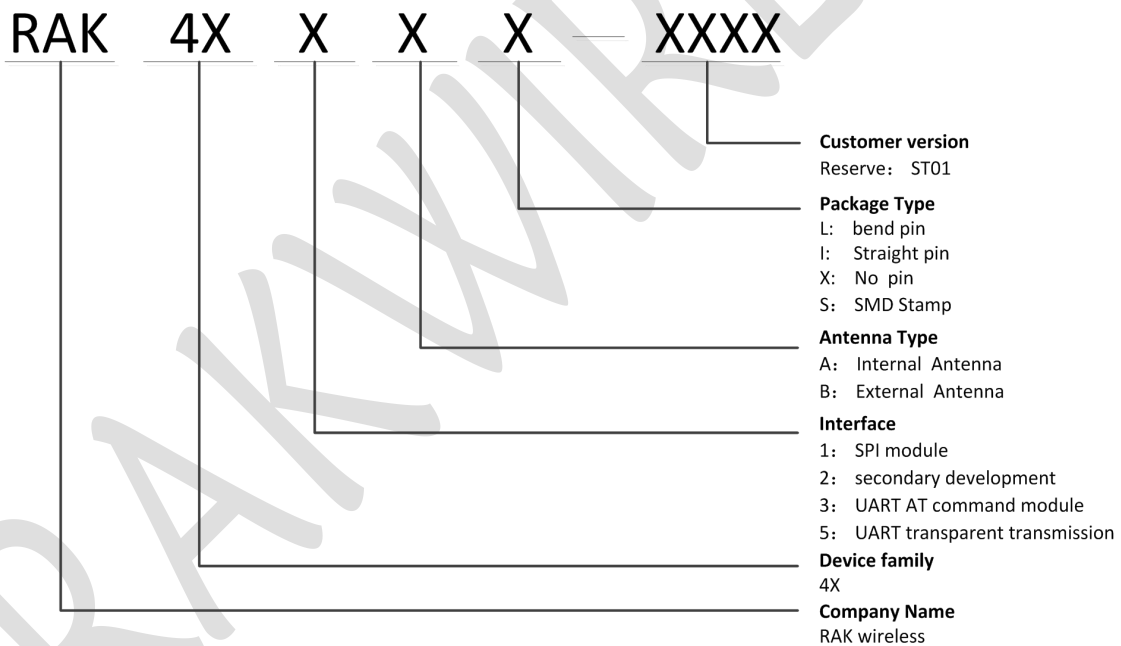 RAK 4X X X X — XXXX
Customer version
Reserve： ST01
Package Type
L: bend pin
I: Straight pin
X: No pin
S: SMD Stamp
Antenna Type
A： Internal Antenna
B： External Antenna
Interface
1： SPI module
2： secondary development
3： UART AT command module
5： UART transparent transmission
Device family
4X
Company Name
RAK wireless